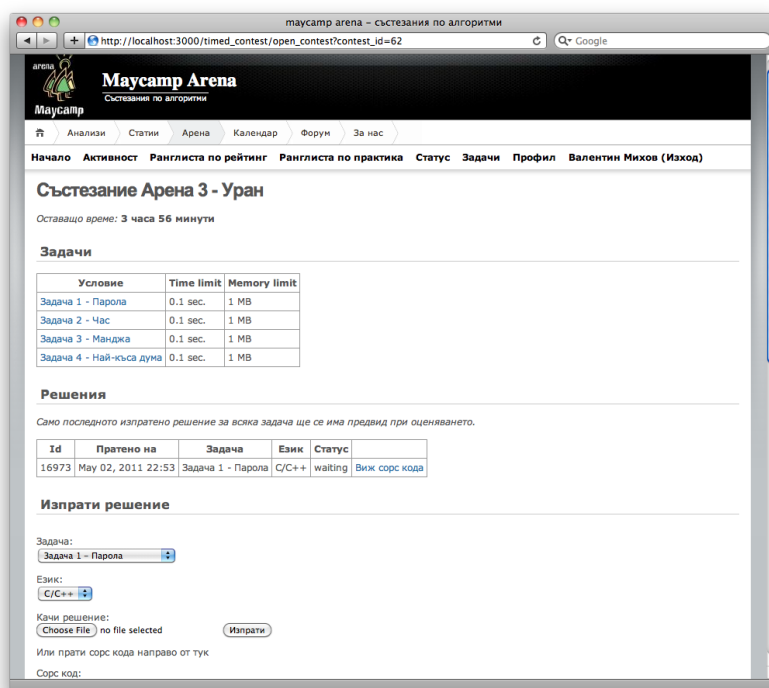 maycamp arena – състезания по алгоритми
http://localhost:3000/timed_contest/open_contest?contest_id=62
Google
arena
Maycamp
Maycamp Arena
Състезания по алгоритми
Анализи Статии Арена Календар Форум За нас
Начало Активност Ранглиста по рейтинг Ранглиста по практика Статус Задачи Профил Валентин Михов (Изход)
Състезание Арена 3 - Уран
Оставащо време: 3 часа 56 минути
Задачи
Условие Time limit Memory limit
Задача 1 - Парола 0.1 sec. 1 MB
Задача 2 - Час 0.1 sec. 1 MB
Задача 3 - Манджа 0.1 sec. 1 MB
Задача 4 - Най-къса дума 0.1 sec. 1 MB
Решения
Само последното изпратено решение за всяка задача ще се има предвид при оценяването.
Id Пратено на Задача Език Статус
16973 May 02, 2011 22:53 Задача 1 - Парола C/C++ waiting Виж сорс кода
Изпрати решение
Задача:
Задача 1 – Парола
Език:
C/C++
Качи решение:
Choose File no file selected Изпрати
Или прати сорс кода направо от тук
Сорс код: